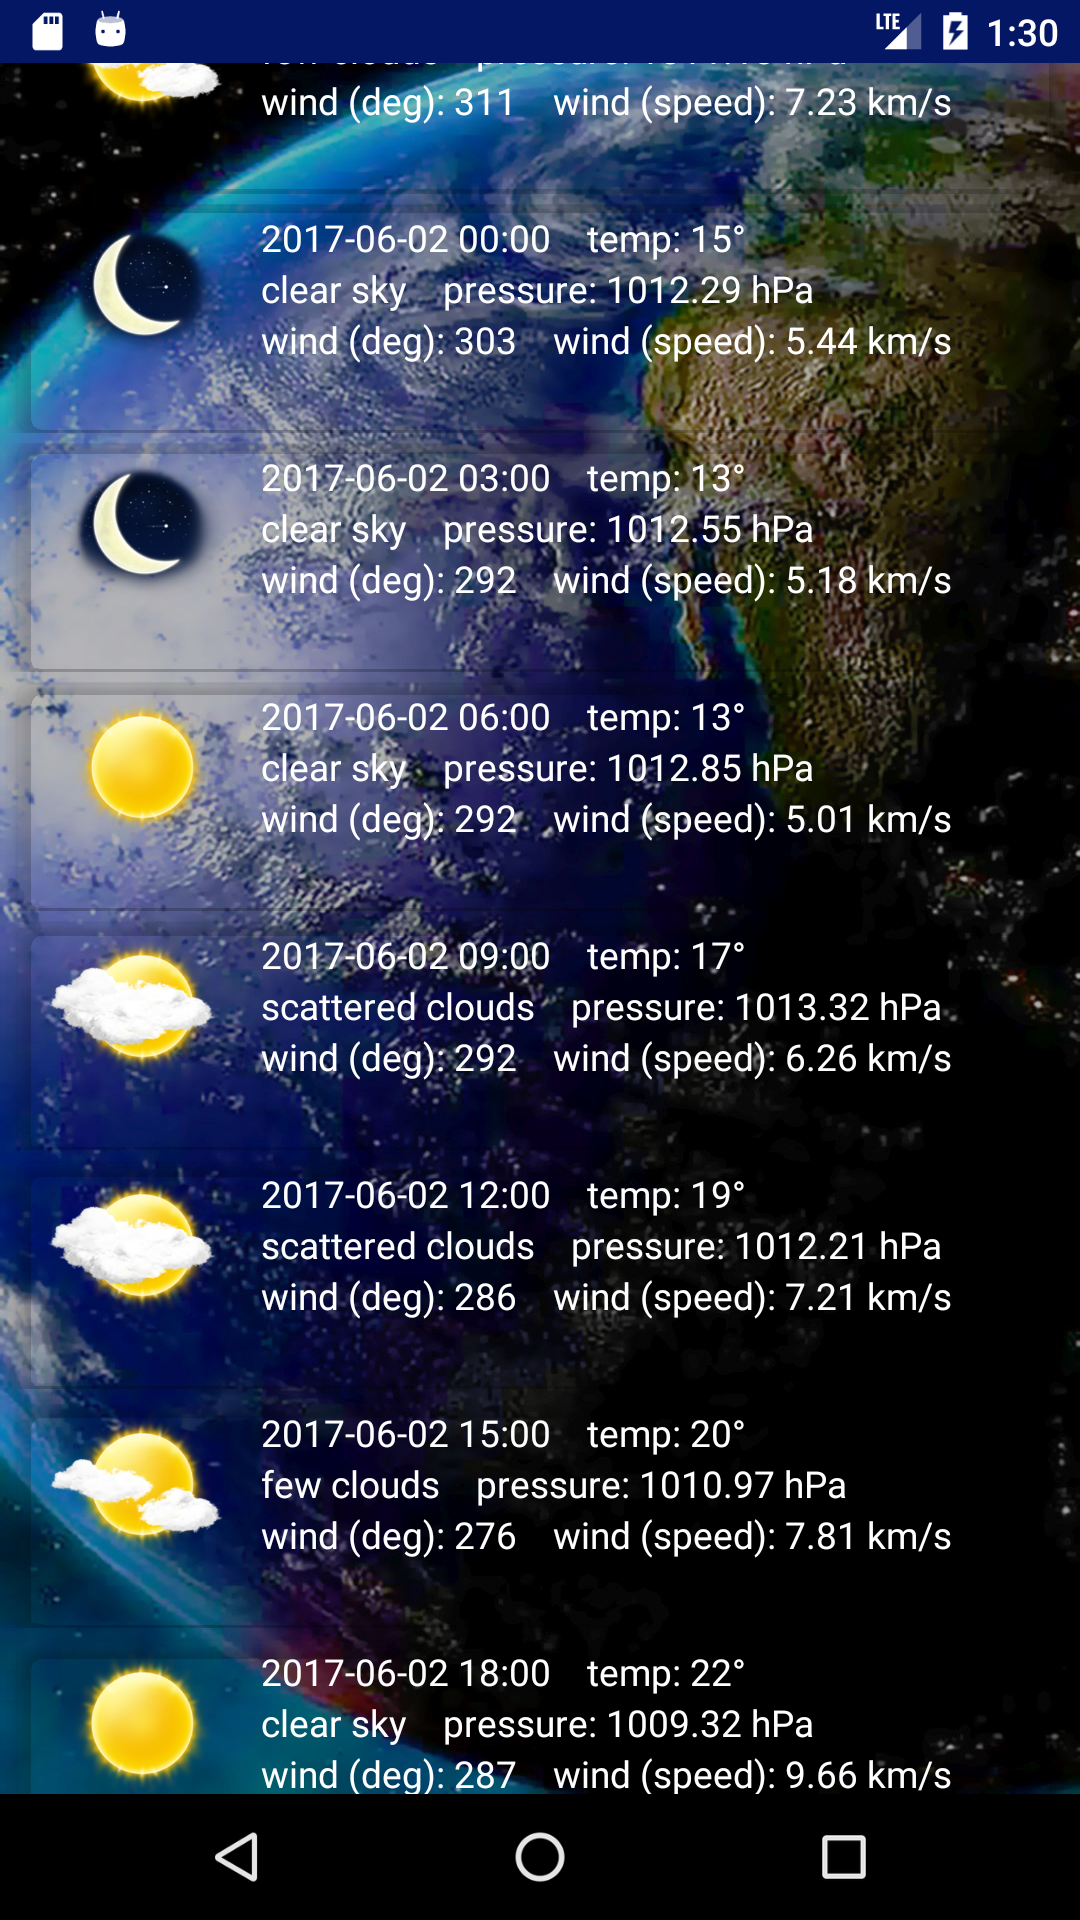 LTE 1:30
wind (deg): 311 wind (speed): 7.23 km/s
2017-06-02 00:00 temp: 15°
clear sky pressure: 1012.29 hPa
wind (deg): 303 wind (speed): 5.44 km/s
2017-06-02 03:00 temp: 13°
clear sky pressure: 1012.55 hPa
wind (deg): 292 wind (speed): 5.18 km/s
2017-06-02 06:00 temp: 13°
clear sky pressure: 1012.85 hPa
wind (deg): 292 wind (speed): 5.01 km/s
2017-06-02 09:00 temp: 17°
scattered clouds pressure: 1013.32 hPa
wind (deg): 292 wind (speed): 6.26 km/s
2017-06-02 12:00 temp: 19°
scattered clouds pressure: 1012.21 hPa
wind (deg): 286 wind (speed): 7.21 km/s
2017-06-02 15:00 temp: 20°
few clouds pressure: 1010.97 hPa
wind (deg): 276 wind (speed): 7.81 km/s
2017-06-02 18:00 temp: 22°
clear sky pressure: 1009.32 hPa
wind (deg): 287 wind (speed): 9.66 km/s